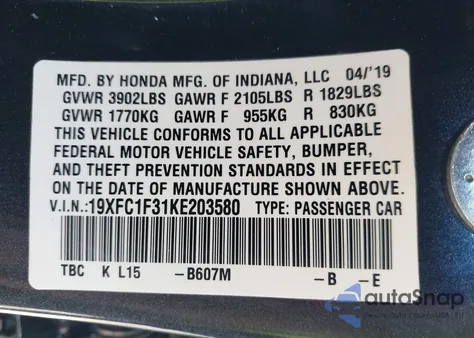 MFD. BY HONDA MFG. OF INDIANA, LLC 04/'19
GVWR 3902LBS GAWR F 2105LBS R 1829LBS
GVWR 1770KG GAWR F 955KG R 830KG
THIS VEHICLE CONFORMS TO ALL APPLICABLE
FEDERAL MOTOR VEHICLE SAFETY, BUMPER,
AND THEFT PREVENTION STANDARDS IN EFFECT
ON THE DATE OF MANUFACTURE SHOWN ABOVE.
V.I.N.:19XFC1F31KE203580 TYPE: PASSENGER CAR
TBC K L15 -B607M -B -E
autoSnap